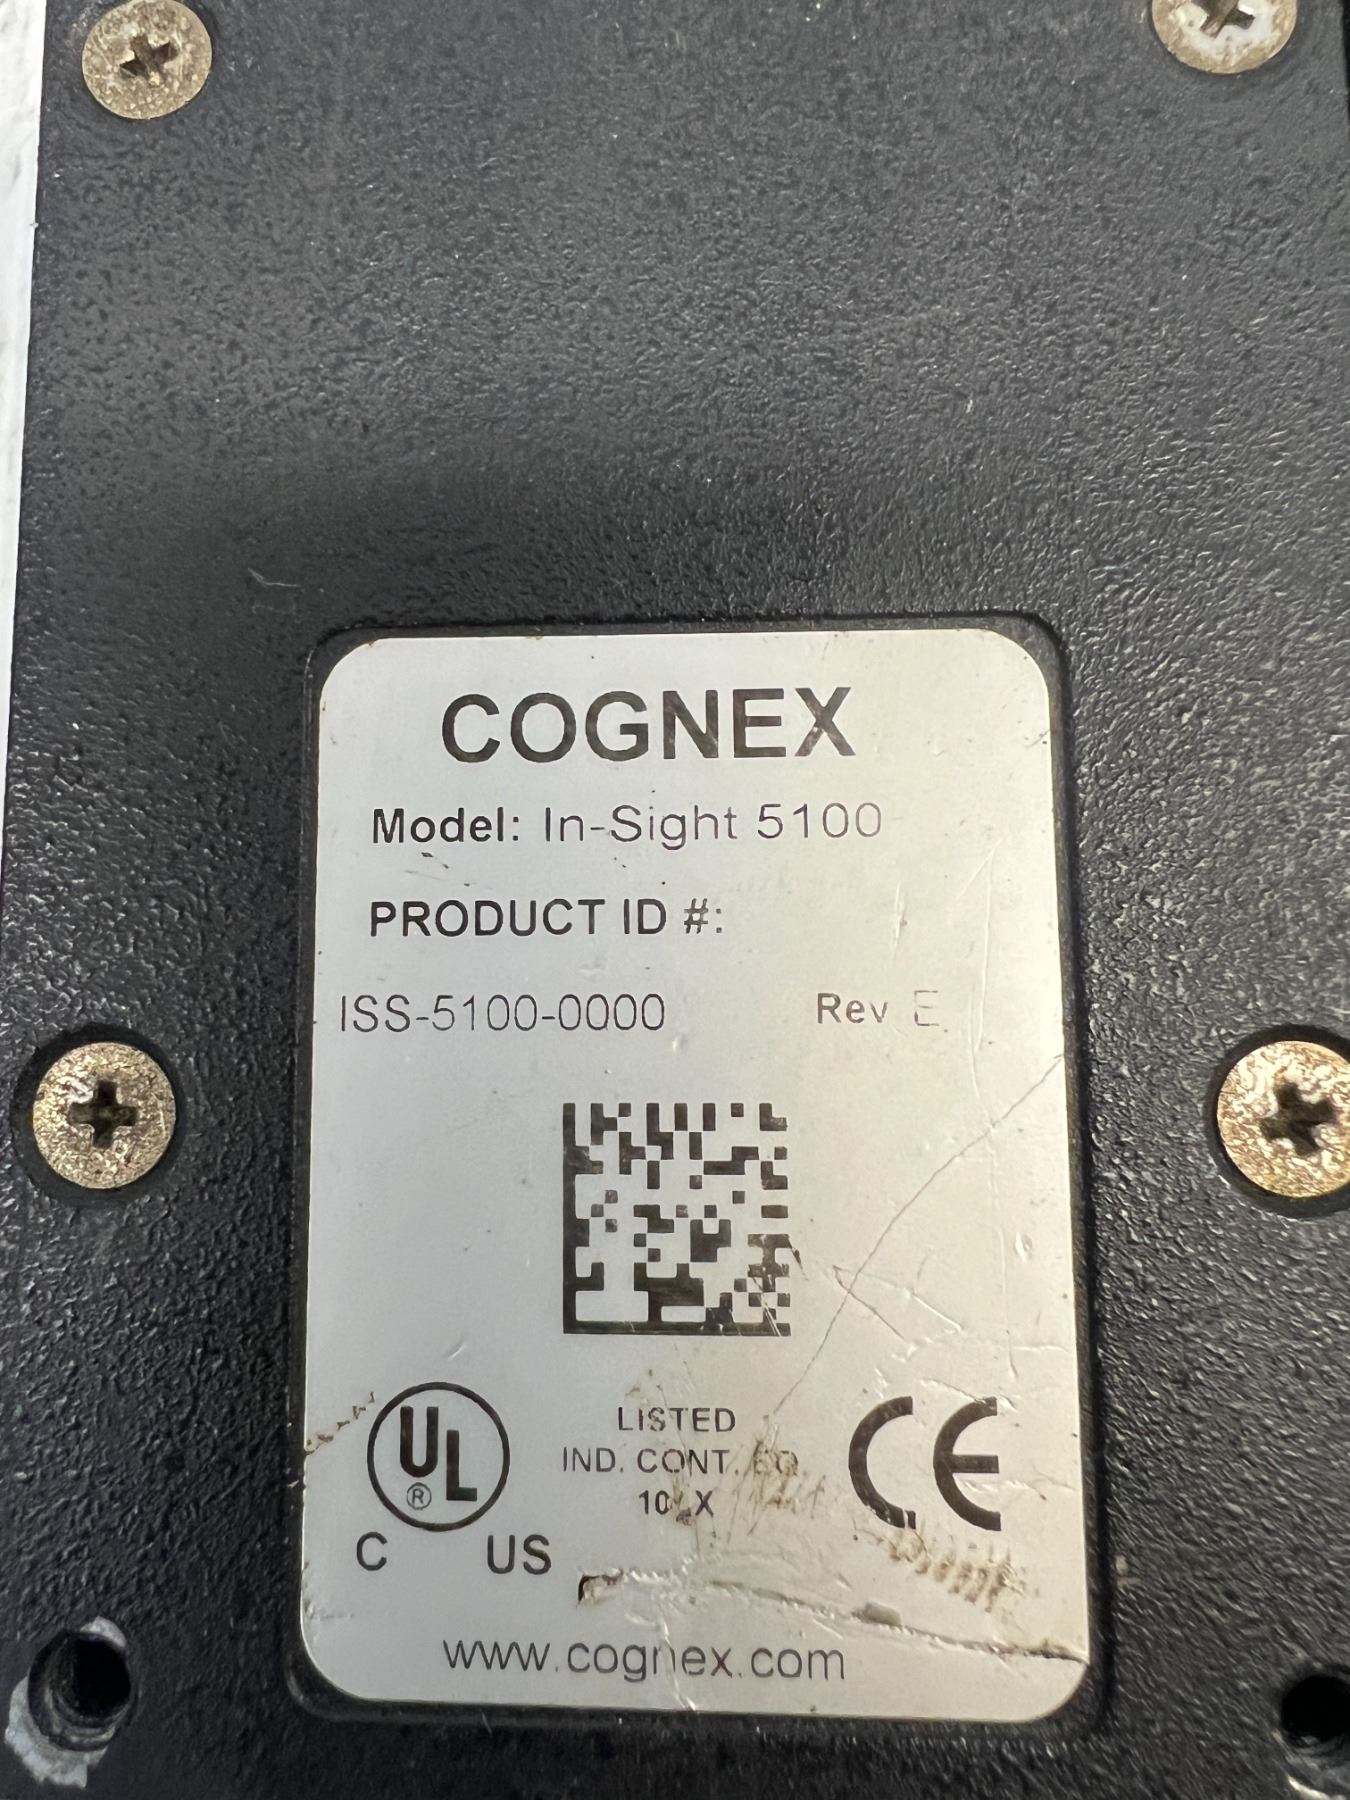 COGNEX
Model: In-Sight 5100
PRODUCT ID #:
ISS-5100-0000 Rev E
UL
®
C US
LISTED
IND. CONT. EQ
CE
www.cognex.com